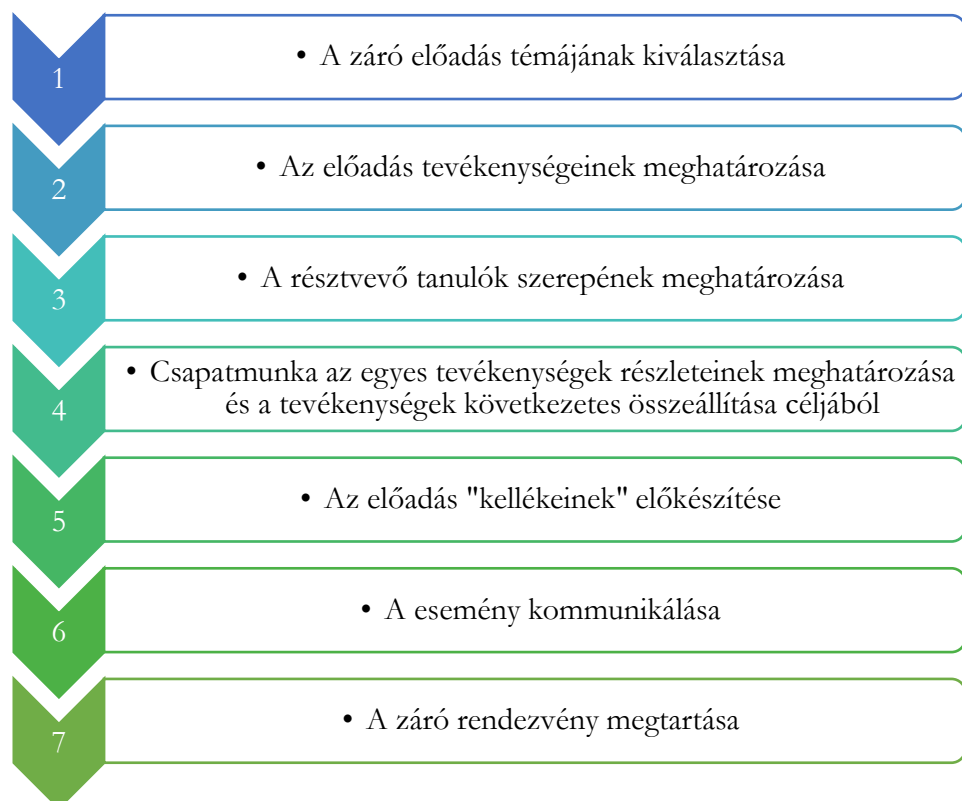 1
• A záró előadás témájának kiválasztása
2
• Az előadás tevékenységeinek meghatározása
3
• A résztvevő tanulók szerepének meghatározása
4
• Csapatmunka az egyes tevékenységek részleteinek meghatározása
és a tevékenységek következetes összeállítása céljából
5
• Az előadás "kellékeinek" előkészítése
6
• A esemény kommunikálása
7
• A záró rendezvény megtartása